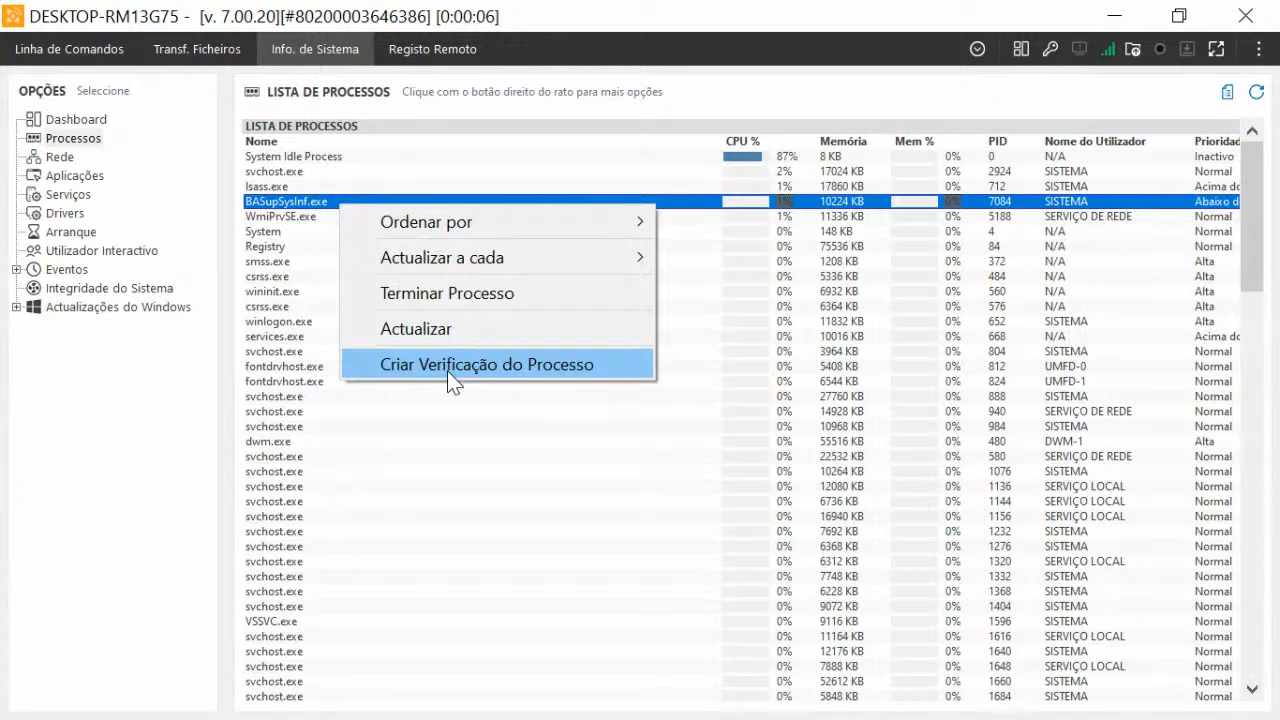 DESKTOP-RM13G75 - [v. 7.00.20][#80200003646386] [0:00:06]
Linha de Comandos Transf. Ficheiros Info. de Sistema Registo Remoto
OPÇÕES Seleccione
Dashboard
Processos
Rede
Aplicações
Serviços
Drivers
Arranque
Utilizador Interactivo
Eventos
Integridade do Sistema
Actualizações do Windows
LISTA DE PROCESSOS Clique com o botão direito do rato para mais opções
LISTA DE PROCESSOS
Nome CPU % Memória Mem % PID Nome do Utilizador Prioridad
System Idle Process 87% 8 KB 0% 0 N/A Inactivo
svchost.exe 2% 17024 KB 0% 2924 SISTEMA Normal
lsass.exe 1% 17860 KB 0% 712 SISTEMA Acima do
BASupSysInf.exe 1% 10224 KB 0% 7084 SISTEMA Abaixo d
WmiPrvSE.exe 1% 11336 KB 0% 5188 SERVIÇO DE REDE Normal
System 0% 148 KB 0% 4 N/A Normal
Registry 0% 75536 KB 0% 84 N/A Normal
smss.exe 0% 1208 KB 0% 372 N/A Alta
csrss.exe 0% 5336 KB 0% 484 N/A Alta
wininit.exe 0% 6932 KB 0% 560 N/A Alta
csrss.exe 0% 6364 KB 0% 576 N/A Alta
winlogon.exe 0% 11832 KB 0% 652 SISTEMA Alta
services.exe 0% 10016 KB 0% 668 N/A Acima do
svchost.exe 0% 3964 KB 0% 804 SISTEMA Normal
fontdrvhost.exe 0% 5408 KB 0% 816 UMFD-0 Normal
fontdrvhost.exe 0% 6544 KB 0% 824 UMFD-1 Normal
svchost.exe 0% 27760 KB 0% 888 SISTEMA Normal
svchost.exe 0% 14928 KB 0% 940 SERVIÇO DE REDE Normal
svchost.exe 0% 10968 KB 0% 984 SISTEMA Normal
dwm.exe 0% 55516 KB 0% 480 DWM-1 Alta
svchost.exe 0% 22532 KB 0% 580 SERVIÇO DE REDE Normal
svchost.exe 0% 10264 KB 0% 1076 SISTEMA Normal
svchost.exe 0% 12080 KB 0% 1136 SERVIÇO LOCAL Normal
svchost.exe 0% 6736 KB 0% 1144 SERVIÇO LOCAL Normal
svchost.exe 0% 16940 KB 0% 1156 SERVIÇO LOCAL Normal
svchost.exe 0% 7692 KB 0% 1232 SISTEMA Normal
svchost.exe 0% 6368 KB 0% 1276 SISTEMA Normal
svchost.exe 0% 6312 KB 0% 1320 SERVIÇO LOCAL Normal
svchost.exe 0% 7748 KB 0% 1332 SISTEMA Normal
svchost.exe 0% 6228 KB 0% 1368 SISTEMA Normal
svchost.exe 0% 9072 KB 0% 1404 SISTEMA Normal
VSSVC.exe 0% 9116 KB 0% 1596 SISTEMA Normal
svchost.exe 0% 11164 KB 0% 1616 SERVIÇO LOCAL Normal
svchost.exe 0% 12176 KB 0% 1640 SISTEMA Normal
svchost.exe 0% 7888 KB 0% 1648 SERVIÇO LOCAL Normal
svchost.exe 0% 52612 KB 0% 1660 SISTEMA Normal
svchost.exe 0% 5848 KB 0% 1684 SISTEMA Normal
Ordenar por
Actualizar a cada
Terminar Processo
Actualizar
Criar Verificação do Processo